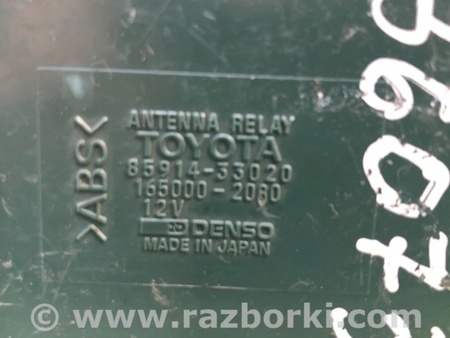 ANTENNA RELAY
TOYOTA
85914-33020
165000-2080
12V
DENSO
MADE IN JAPAN
>ABS<
© www.razborki.com